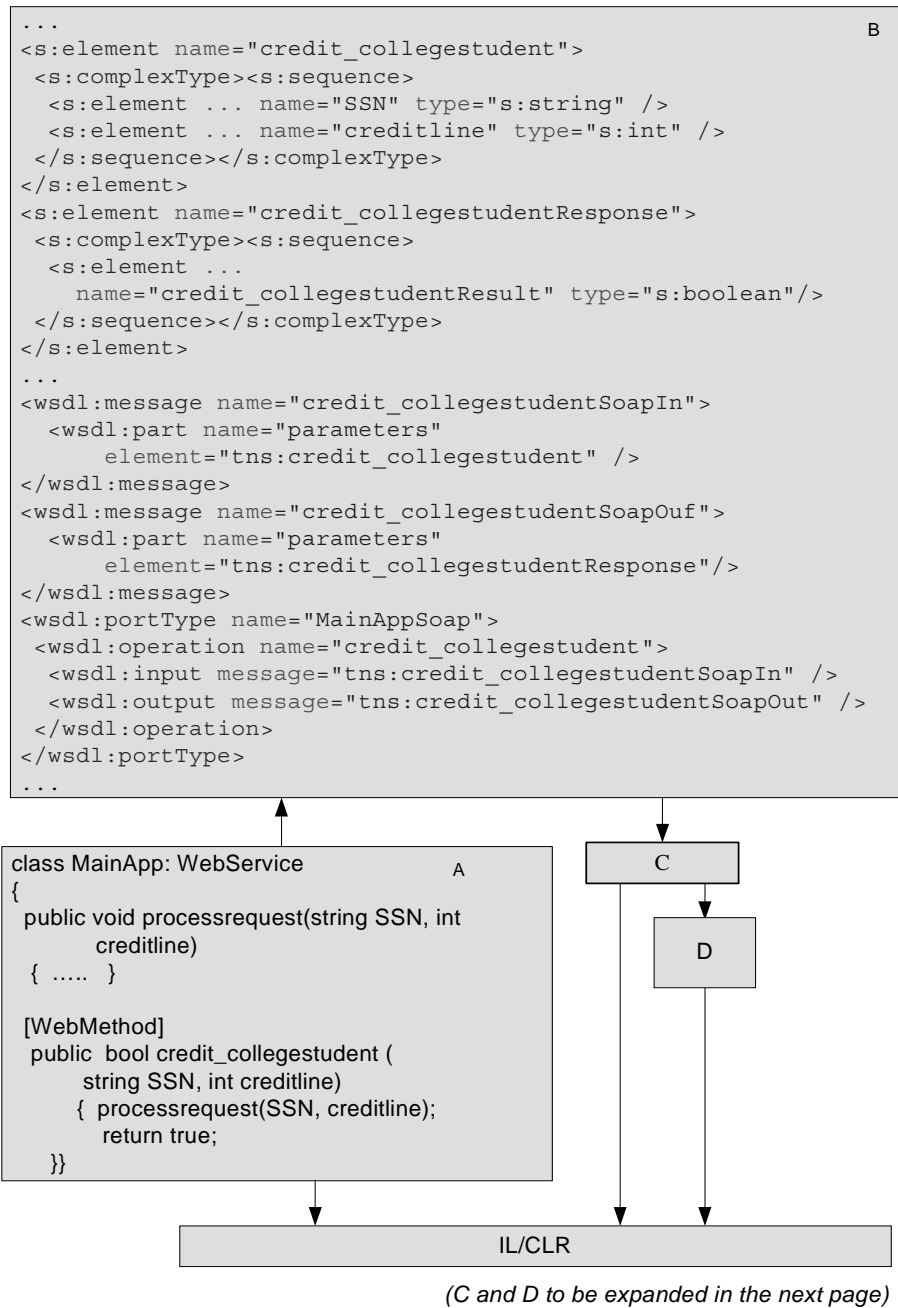 ...
B
<s:element name="credit_collegestudent">
<s:complexType><s:sequence>
<s:element ... name="SSN" type="s:string" />
<s:element ... name="creditline" type="s:int" />
</s:sequence></s:complexType>
</s:element>
<s:element name="credit_collegestudentResponse">
<s:complexType><s:sequence>
<s:element ...
name="credit_collegestudentResult" type="s:boolean"/>
</s:sequence></s:complexType>
</s:element>
...
<wsdl:message name="credit_collegestudentSoapIn">
<wsdl:part name="parameters"
element="tns:credit_collegestudent" />
</wsdl:message>
<wsdl:message name="credit_collegestudentSoapOuf">
<wsdl:part name="parameters"
element="tns:credit_collegestudentResponse"/>
</wsdl:message>
<wsdl:portType name="MainAppSoap">
<wsdl:operation name="credit_collegestudent">
<wsdl:input message="tns:credit_collegestudentSoapIn" />
<wsdl:output message="tns:credit_collegestudentSoapOut" />
</wsdl:operation>
</wsdl:portType>
...
class MainApp: WebService
A
{
public void processrequest(string SSN, int
creditline)
{ ..... }
[WebMethod]
public bool credit_collegestudent (
string SSN, int creditline)
{ processrequest(SSN, creditline);
return true;
}}
C
D
IL/CLR
(C and D to be expanded in the next page)